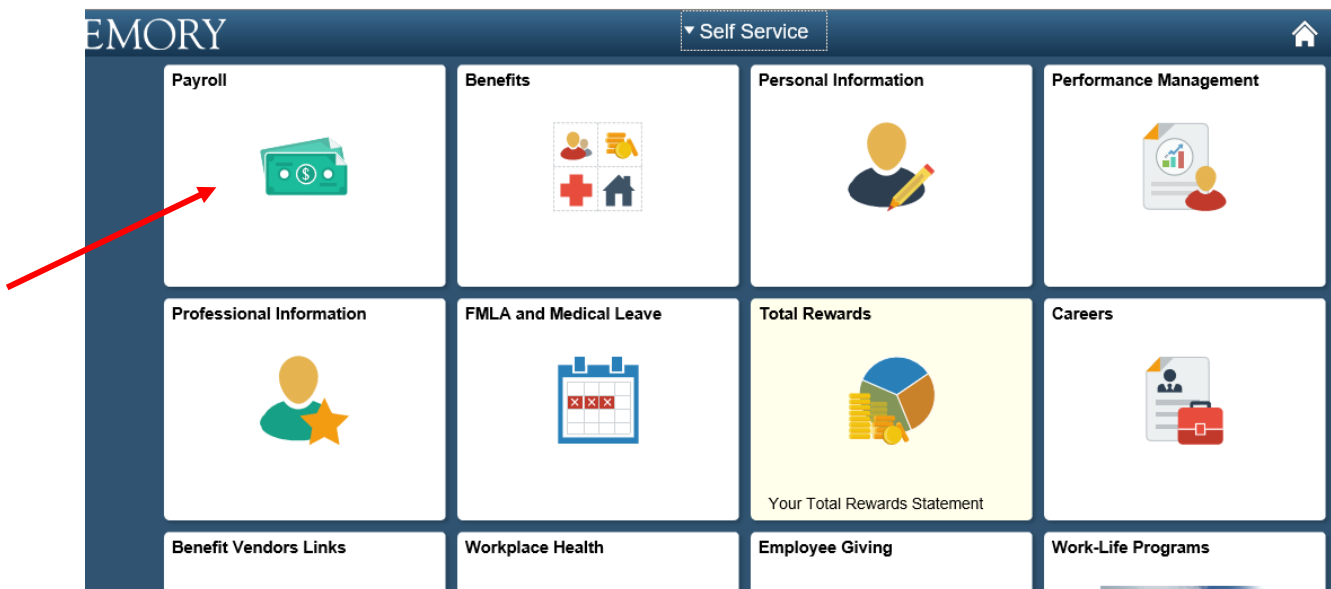 EMORY
Self Service
Payroll
Benefits
Personal Information
Performance Management
$
Professional Information
FMLA and Medical Leave
Total Rewards
Careers
Your Total Rewards Statement
Benefit Vendors Links
Workplace Health
Employee Giving
Work-Life Programs